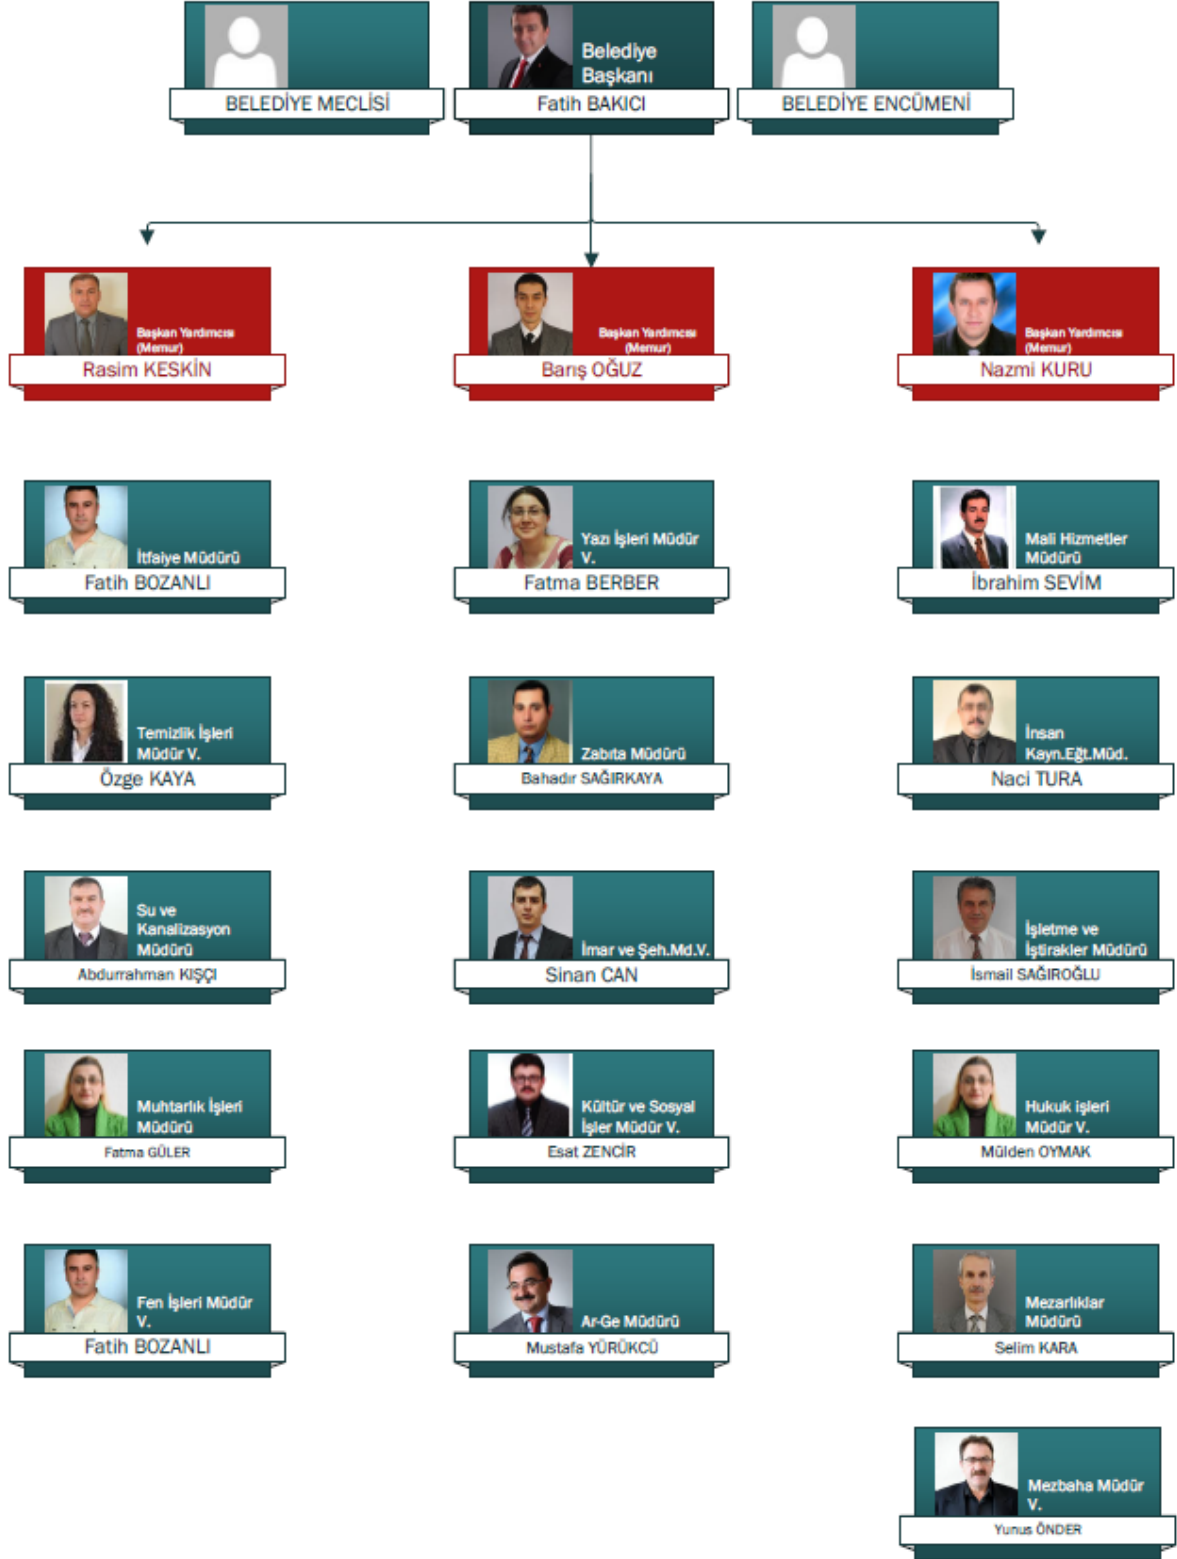 Belediye
Başkanı
BELEDİYE MECLİSİ
Fatih BAKICI
BELEDİYE ENCÜMENİ
Başkan Yardımcısı
(Memur)
Rasim KESKİN
Başkan Yardımcısı
(Memur)
Barış OĞUZ
Başkan Yardımcısı
(Memur)
Nazmi KURU
İtfaiye Müdürü
Fatih BOZANLI
Yazı İşleri Müdür
V.
Fatma BERBER
Mali Hizmetler
Müdürü
İbrahim SEVİM
Temizlik İşleri
Müdür V.
Özge KAYA
Zabıta Müdürü
Bahadır SAĞIRKAYA
İnsan
Kayn.Eğt.Müd.
Naci TURA
Su ve
Kanalizasyon
Müdürü
Abdurrahman KIŞÇI
İmar ve Şeh.Md.V.
Sinan CAN
İşletme ve
İştirakler Müdürü
İsmail SAĞIROĞLU
Muhtarlık İşleri
Müdürü
Fatma GÜLER
Kültür ve Sosyal
İşler Müdür V.
Esat ZENCİR
Hukuk işleri
Müdür V.
Mülden OYMAK
Fen İşleri Müdür
V.
Fatih BOZANLI
Ar-Ge Müdürü
Mustafa YÜRÜKCÜ
Mezarlıklar
Müdürü
Selim KARA
Mezbaha Müdür
V.
Yunus ÖNDER